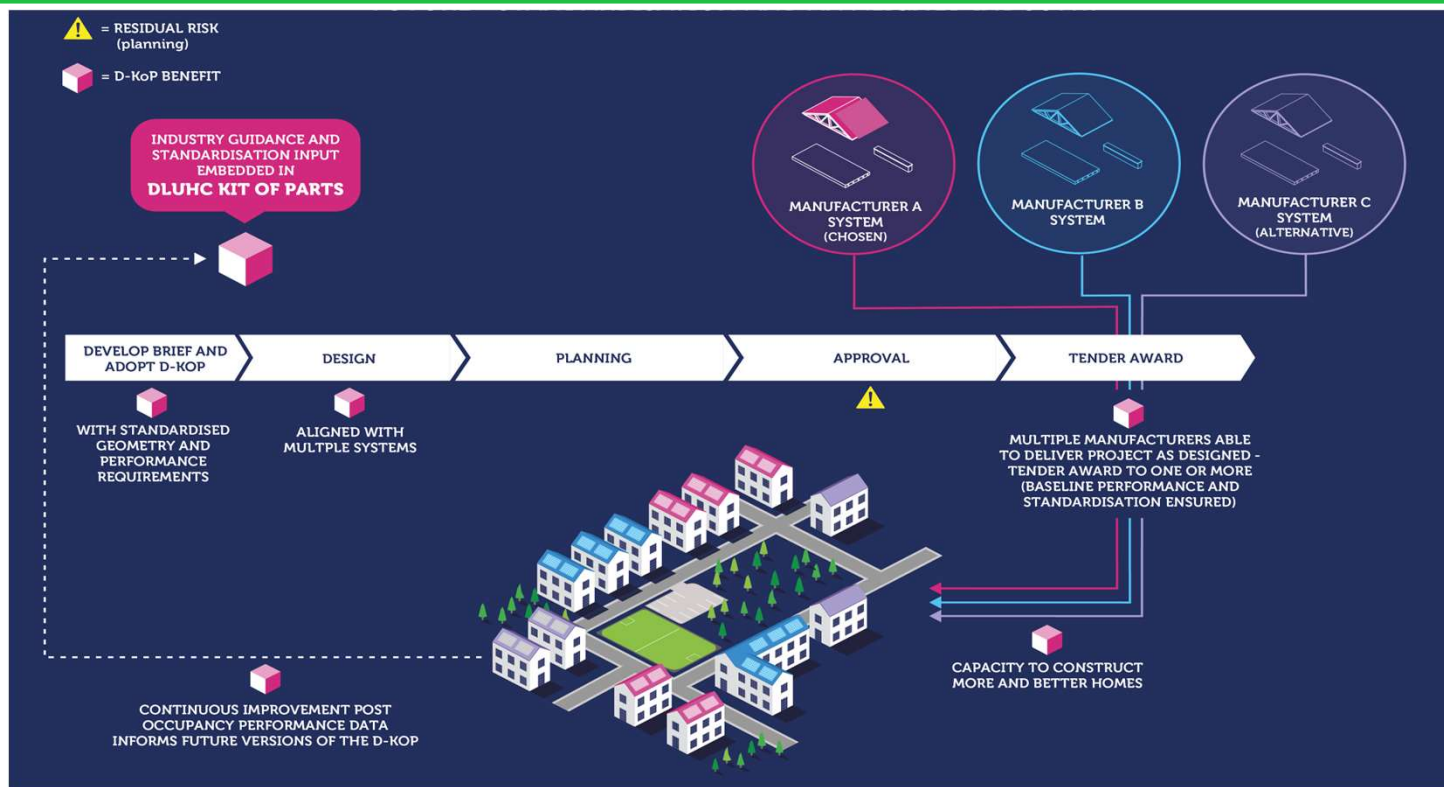 = RESIDUAL RISK
(planning)
= D-KoP BENEFIT
INDUSTRY GUIDANCE AND
STANDARDISATION INPUT
EMBEDDED IN
DLUHC KIT OF PARTS
MANUFACTURER A
SYSTEM
(CHOSEN)
MANUFACTURER B
SYSTEM
MANUFACTURER C
SYSTEM
(ALTERNATIVE)
DEVELOP BRIEF AND
ADOPT D-KOP
DESIGN
PLANNING
APPROVAL
TENDER AWARD
WITH STANDARDISED
GEOMETRY AND
PERFORMANCE
REQUIREMENTS
ALIGNED WITH
MULTPLE SYSTEMS
MULTIPLE MANUFACTURERS ABLE
TO DELIVER PROJECT AS DESIGNED -
TENDER AWARD TO ONE OR MORE
(BASELINE PERFORMANCE AND
STANDARDISATION ENSURED)
CAPACITY TO CONSTRUCT
MORE AND BETTER HOMES
CONTINUOUS IMPROVEMENT POST
OCCUPANCY PERFORMANCE DATA
INFORMS FUTURE VERSIONS OF THE D-KOP